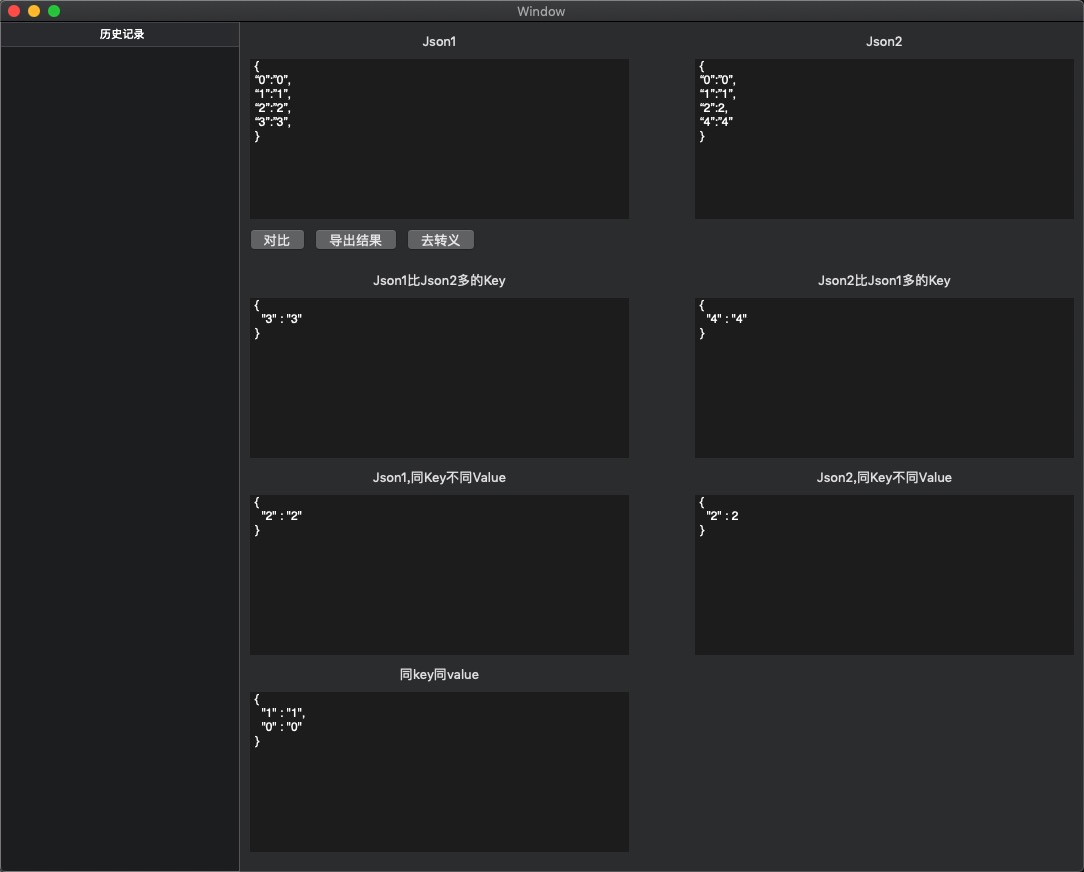 Window
历史记录
Json1
{
“0”:”0”,
“1”:”1”,
“2”:”2”,
“3”:”3”,
}
Json2
{
“0”:”0”,
“1”:”1”,
“2”:2,
“4”:”4”
}
对比 导出结果 去转义
Json1比Json2多的Key
{
  "3" : "3"
}
Json2比Json1多的Key
{
  "4" : "4"
}
Json1,同Key不同Value
{
  "2" : "2"
}
Json2,同Key不同Value
{
  "2" : 2
}
同key同value
{
  "1" : "1",
  "0" : "0"
}